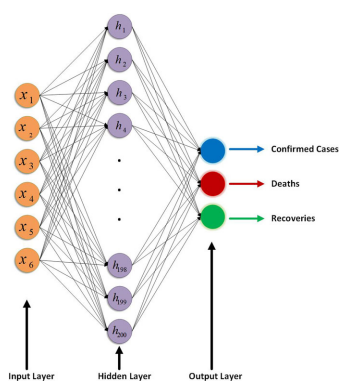 h1
h2
h3
h4
x1
x2
x3
x4
x5
x6
Confirmed Cases
Deaths
Recoveries
h198
h199
h200
Input Layer
Hidden Layer
Output Layer